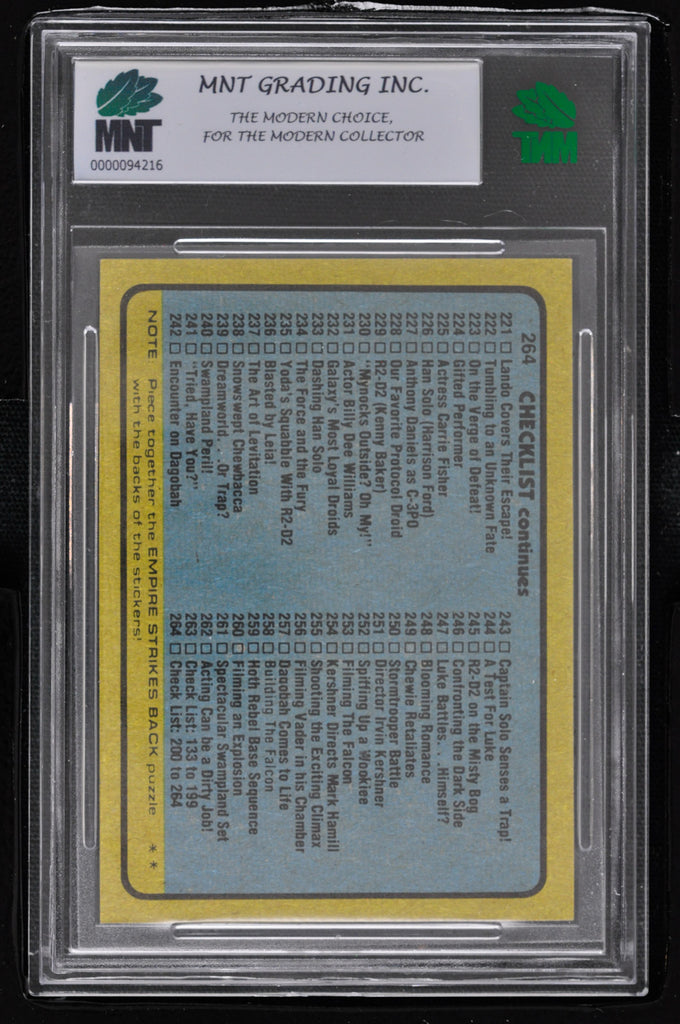 MNT GRADING INC.
THE MODERN CHOICE,
FOR THE MODERN COLLECTOR
MNT
0000094216
MNT
264 CHECKLIST continues
221 Lando Covers Their Escape!
222 Tumbling to an Unknown Fate
223 On the Verge of Defeat!
224 Gifted Performer
225 Actress Carrie Fisher
226 Han Solo (Harrison Ford)
227 Anthony Daniels as C-3PO
228 Our Favorite Protocol Droid
229 R2-D2 (Kenny Baker)
230 "Mynocks Outside? Oh My!"
231 Actor Billy Dee Williams
232 Galaxy's Most Loyal Droids
233 Dashing Han Solo
234 The Force and the Fury
235 Yoda's Squabble With R2-D2
236 Blasted by Leia!
237 The Art of Levitation
238 Snowswept Chewbacca
239 Dreamworld... Or Trap?
240 Swampland Peril!
241 "Tried, Have You?"
242 Encounter on Dagobah
243 Captain Solo Senses a Trap!
244 A Test For Luke
245 R2-D2 on the Misty Bog
246 Confronting the Dark Side
247 Luke Battles... Himself?
248 Blooming Romance
249 Chewie Retaliates
250 Stormtrooper Battle
251 Director Irvin Kershner
252 Spiffing Up a Wookiee
253 Filming The Falcon
254 Kershner Directs Mark Hamill
255 Shooting the Exciting Climax
256 Filming Vader in his Chamber
257 Dagobah Comes to Life
258 Building The Falcon
259 Hoth Rebel Base Sequence
260 Filming an Explosion
261 Spectacular Swampland Set
262 Acting Can be a Dirty Job!
263 Check List: 133 to 199
264 Check List: 200 to 264
NOTE: Piece together the EMPIRE STRIKES BACK puzzle **
with the backs of the stickers!